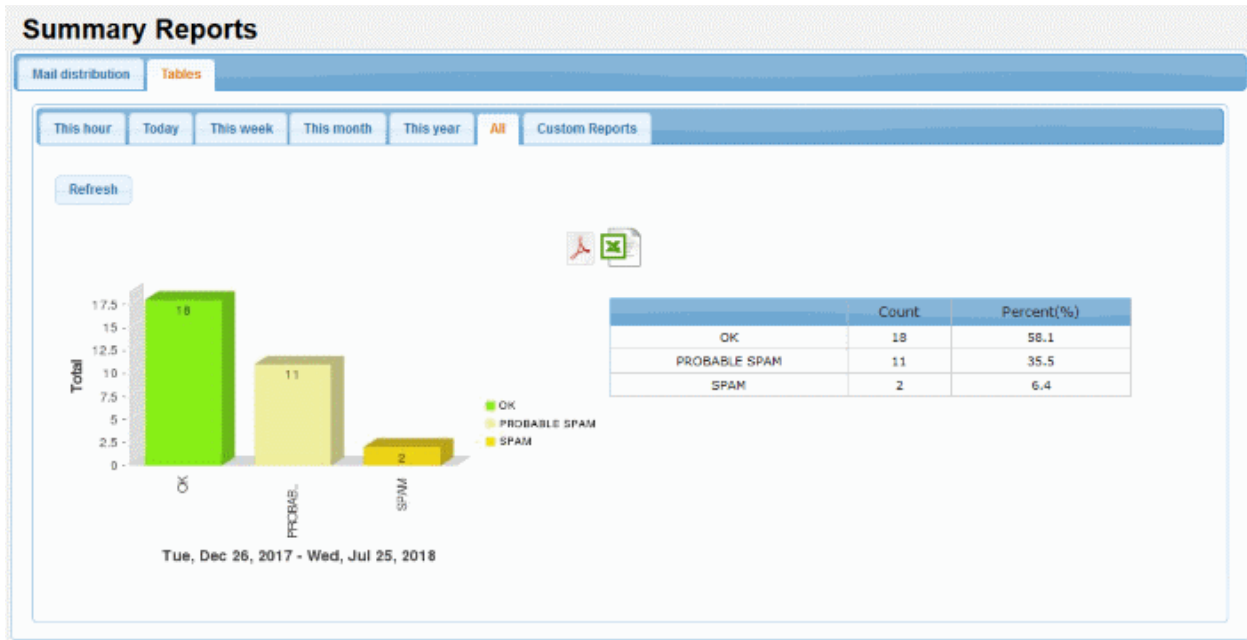 Summary Reports
Mail distribution Tables
This hour Today This week This month This year All Custom Reports
Refresh
17.5
15
12.5
10
7.5
5
2.5
0
Total
18
11
2
OK
PROBAB..
SPAM
OK
PROBABLE SPAM
SPAM
Tue, Dec 26, 2017 - Wed, Jul 25, 2018
Count Percent(%)
OK 18 58.1
PROBABLE SPAM 11 35.5
SPAM 2 6.4